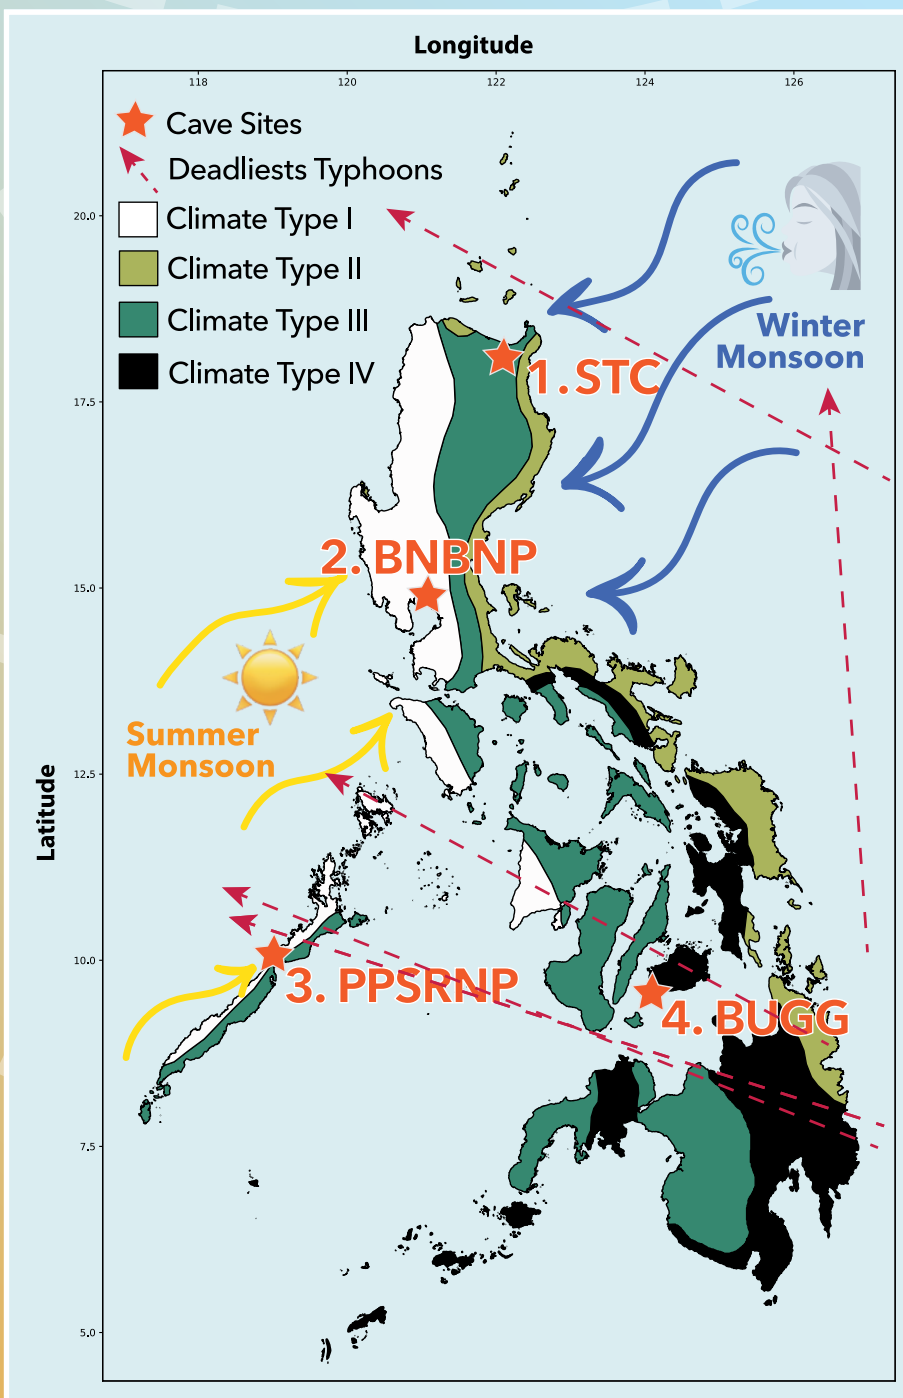 Longitude
118
120
122
124
126
Cave Sites
Deadliests Typhoons
Climate Type I
Climate Type II
Climate Type III
Climate Type IV
Winter
Monsoon
1. STC
2. BNBNP
Summer
Monsoon
3. PPSRNP
4. BUGG
Latitude
20.0
17.5
15.0
12.5
10.0
7.5
5.0